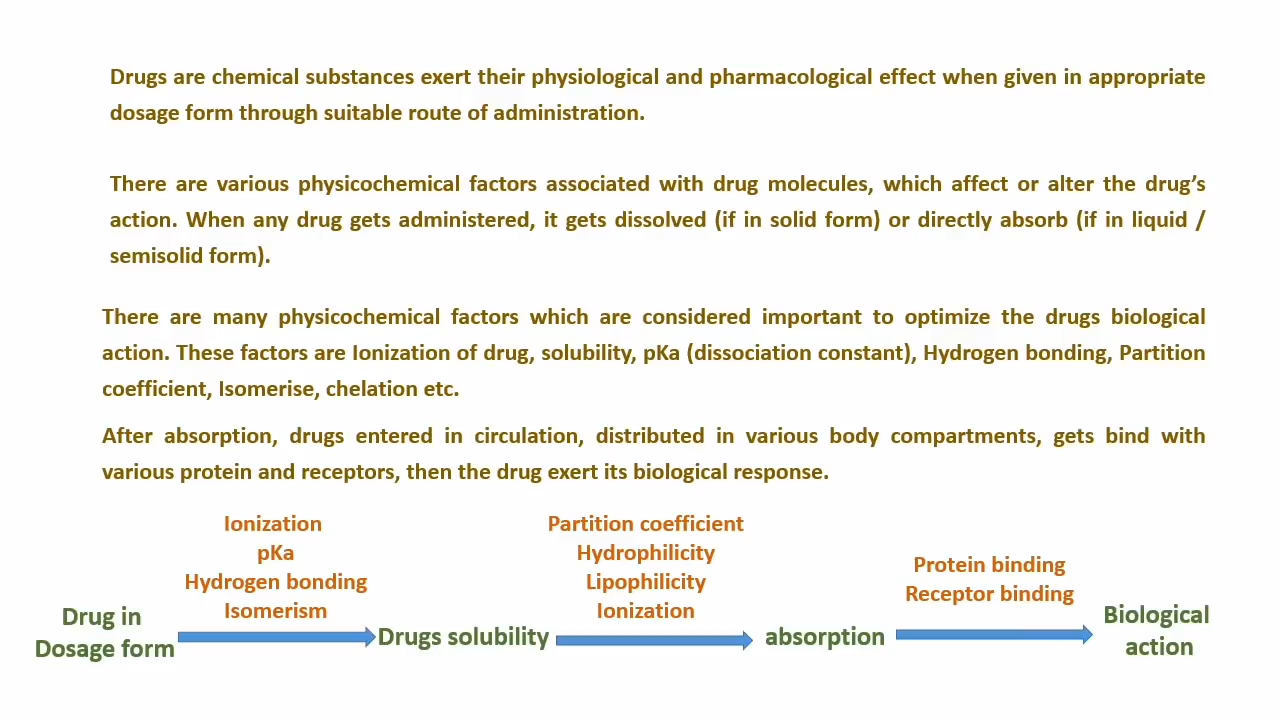 Drugs are chemical substances exert their physiological and pharmacological effect when given in appropriate
dosage form through suitable route of administration.
There are various physicochemical factors associated with drug molecules, which affect or alter the drug’s
action. When any drug gets administered, it gets dissolved (if in solid form) or directly absorb (if in liquid /
semisolid form).
There are many physicochemical factors which are considered important to optimize the drugs biological
action. These factors are Ionization of drug, solubility, pKa (dissociation constant), Hydrogen bonding, Partition
coefficient, Isomerise, chelation etc.
After absorption, drugs entered in circulation, distributed in various body compartments, gets bind with
various protein and receptors, then the drug exert its biological response.
Drug in
Dosage form
Ionization
pKa
Hydrogen bonding
Isomerism
Drugs solubility
Partition coefficient
Hydrophilicity
Lipophilicity
Ionization
absorption
Protein binding
Receptor binding
Biological
action